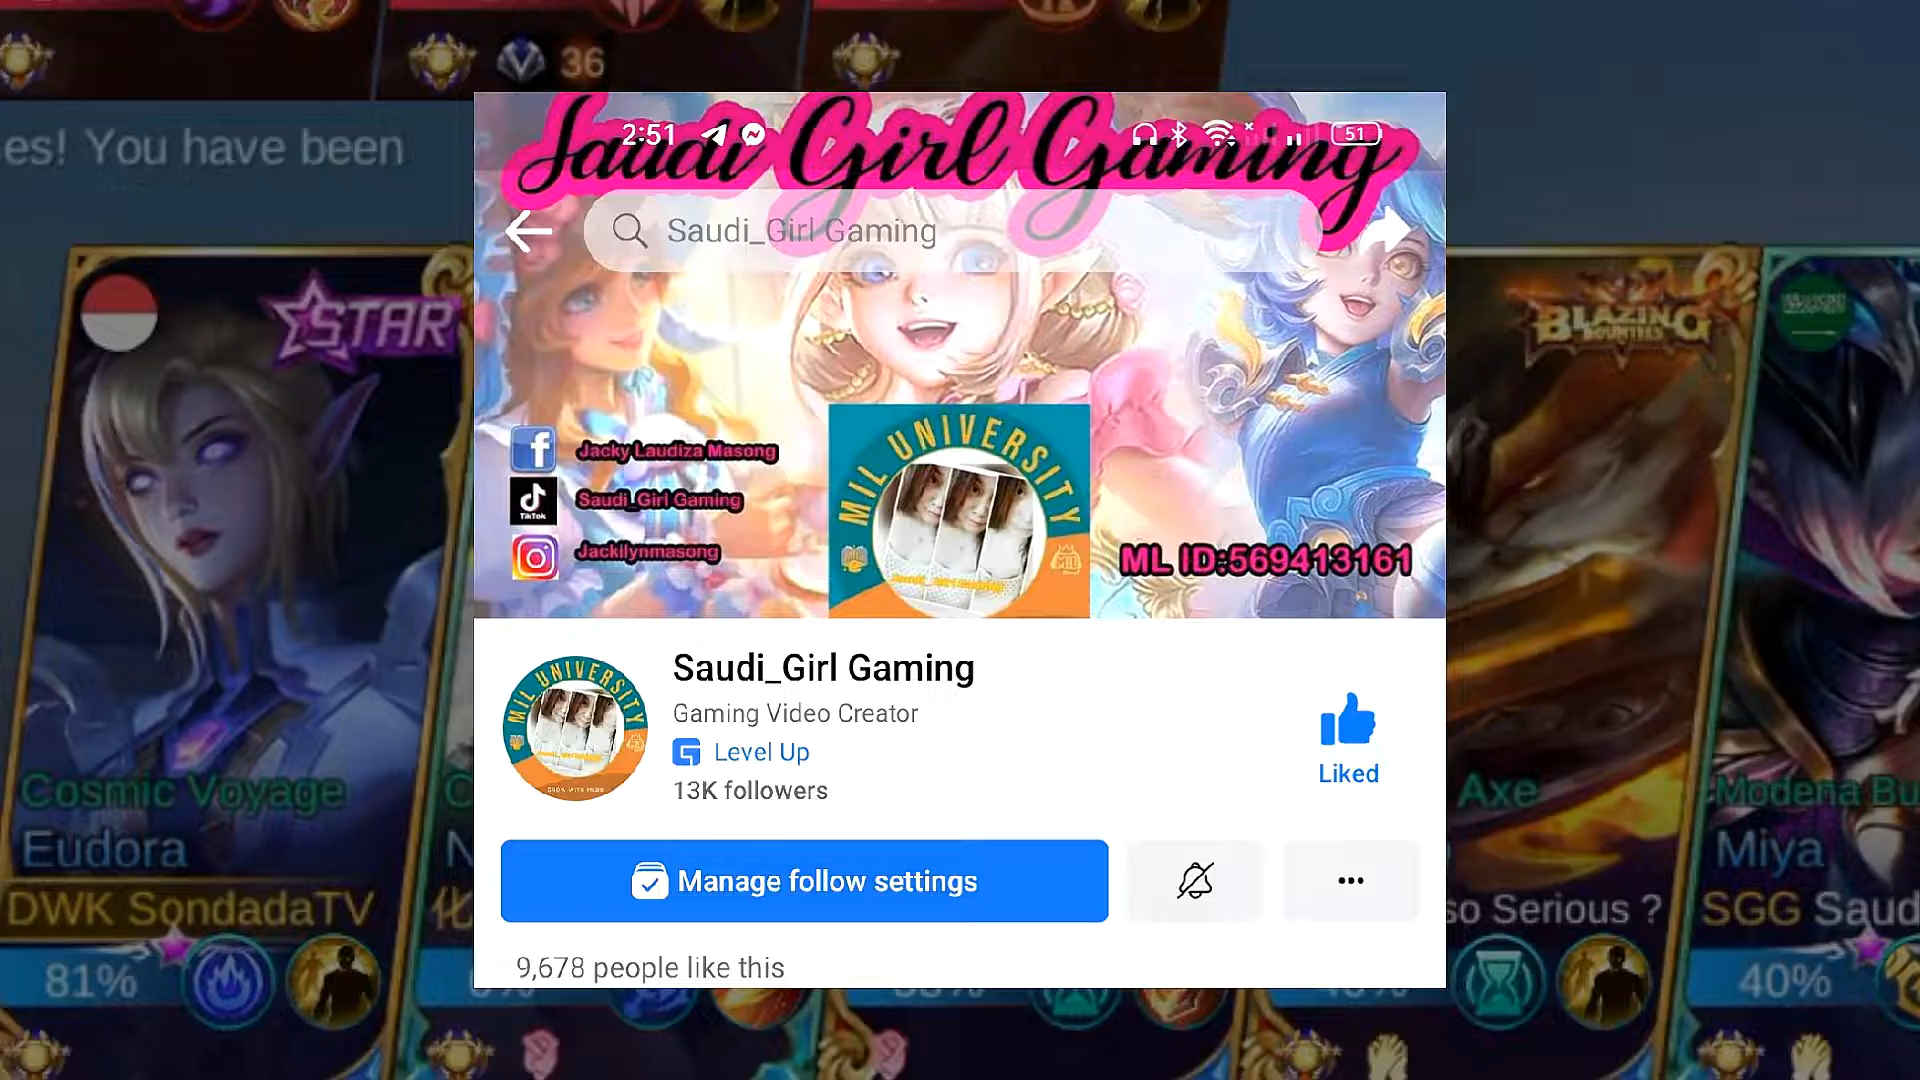 36
es! You have been
Saudi Girl Gaming
2:51
51
Saudi_Girl Gaming
STAR
BLAZING
BOUNTIES
MIL UNIVERSITY
Jacky Laudiza Masong
Saudi_Girl Gaming
TikTok
Jackilynmasong
ML ID:569413161
Saudi_Girl Gaming
Gaming Video Creator
Level Up
13K followers
Liked
MIL UNIVERSITY
Manage follow settings
9,678 people like this
Cosmic Voyage
Eudora
DWK SondadaTV
81%
Axe
so Serious ?
Modena Bu
Miya
SGG Saud
40%